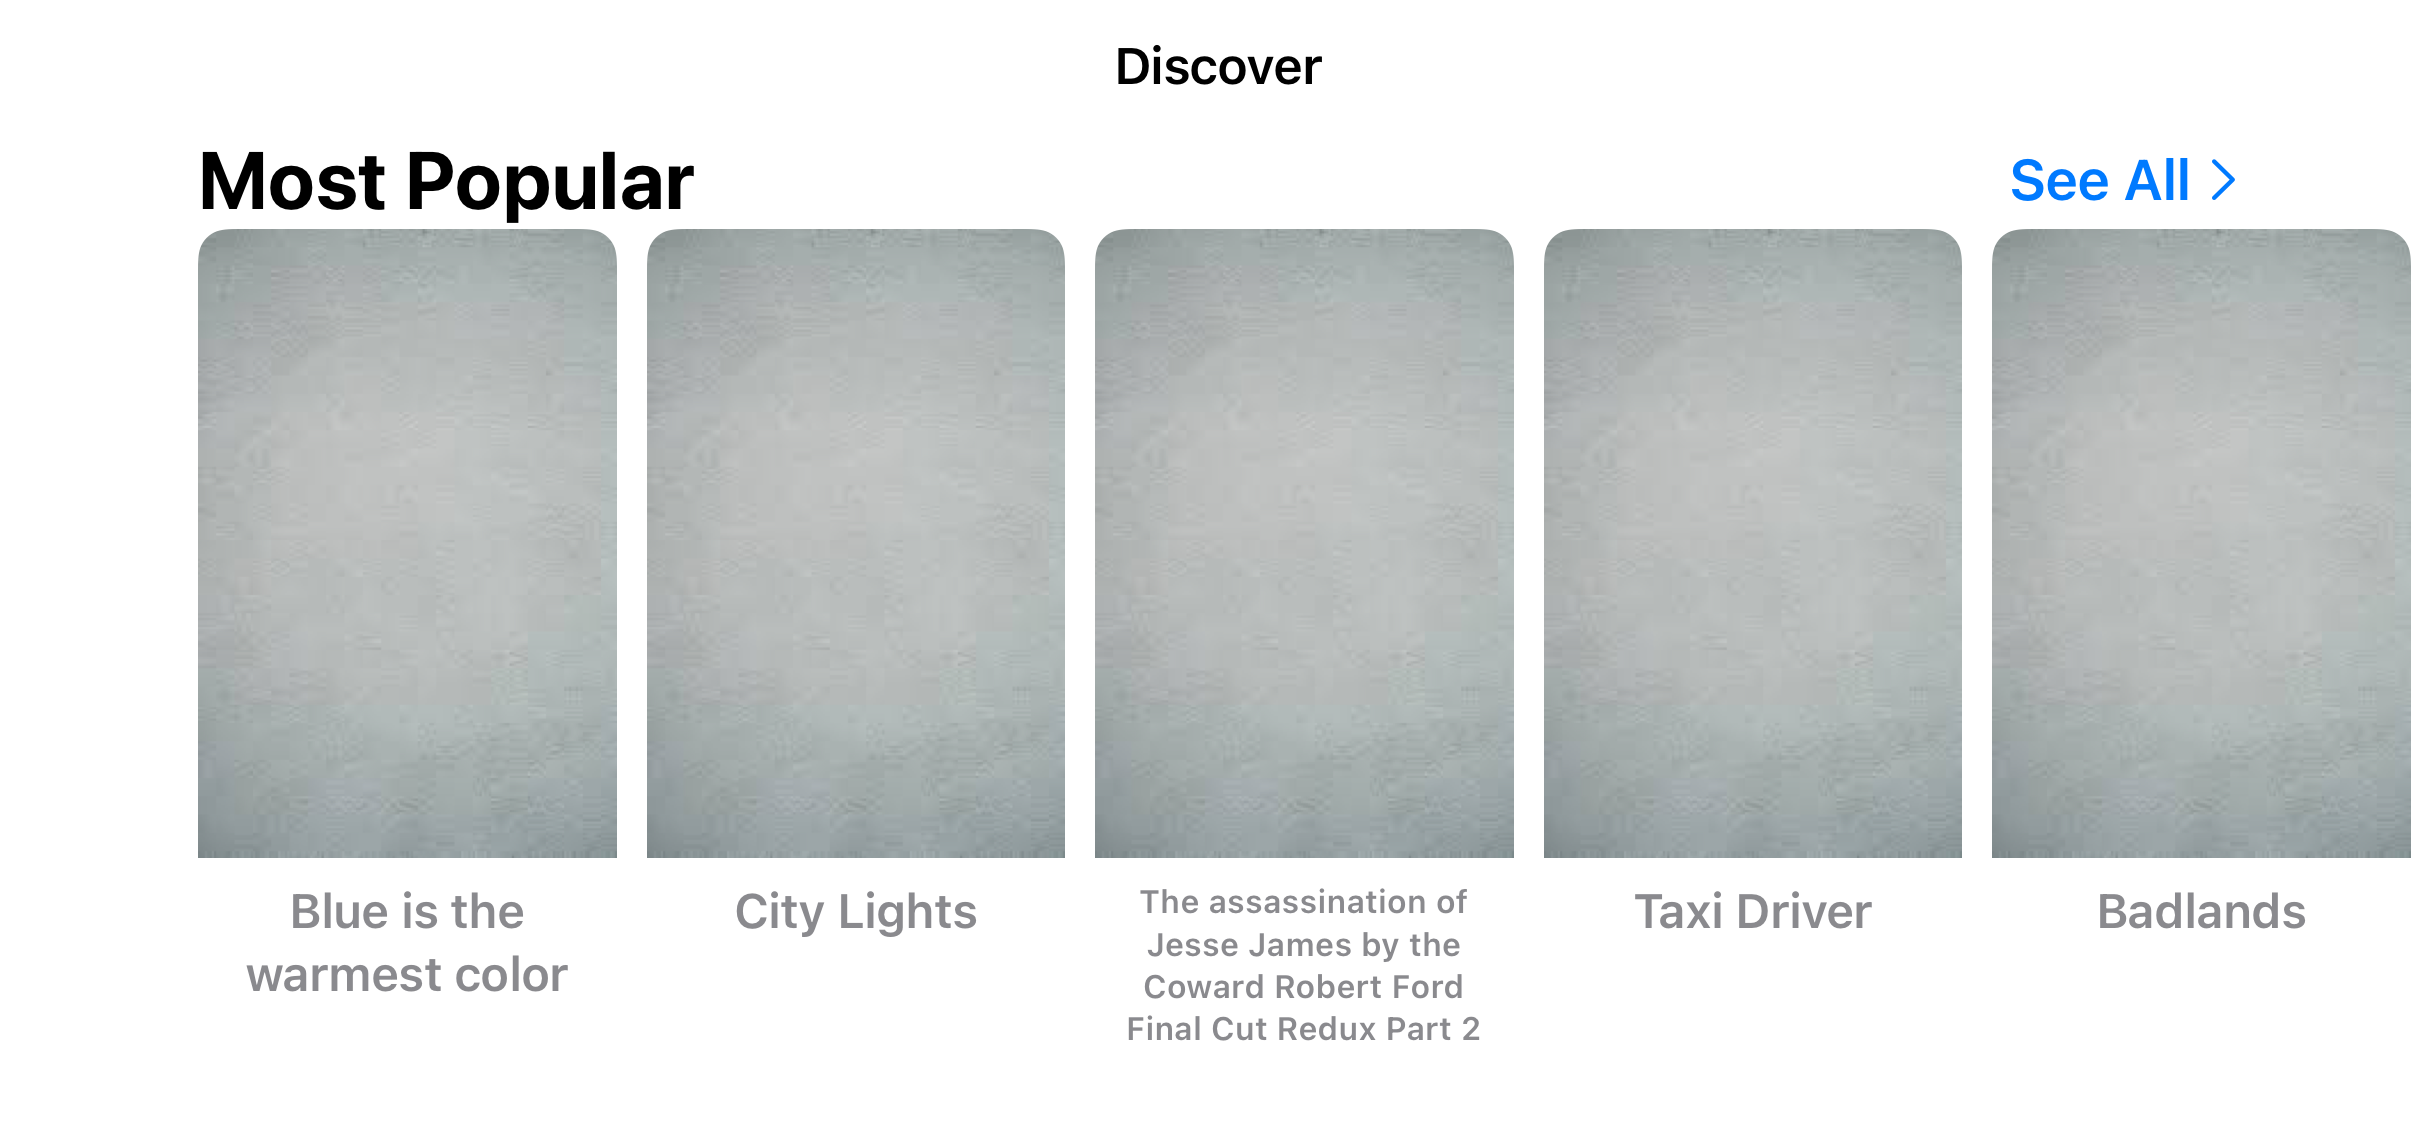 Discover
Most Popular
See All
Blue is the
warmest color
City Lights
The assassination of
Jesse James by the
Coward Robert Ford
Final Cut Redux Part 2
Taxi Driver
Badlands